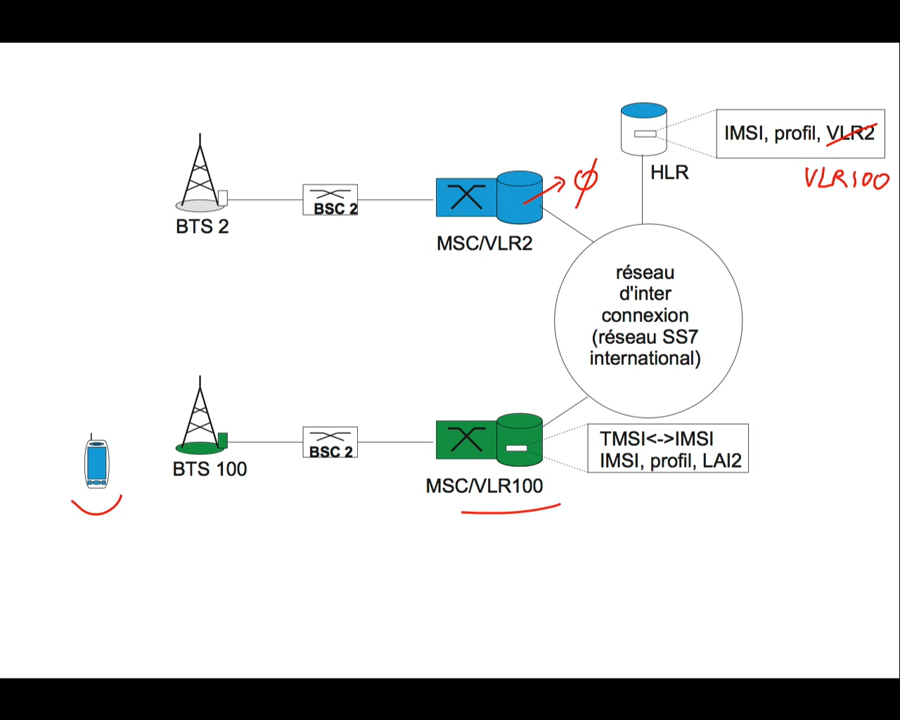 IMSI, profil, VLR2
VLR100
HLR
BTS 2
BSC 2
MSC/VLR2
φ
réseau
d'inter
connexion
(réseau SS7
international)
BTS 100
BSC 2
MSC/VLR100
TMSI<->IMSI
IMSI, profil, LAI2